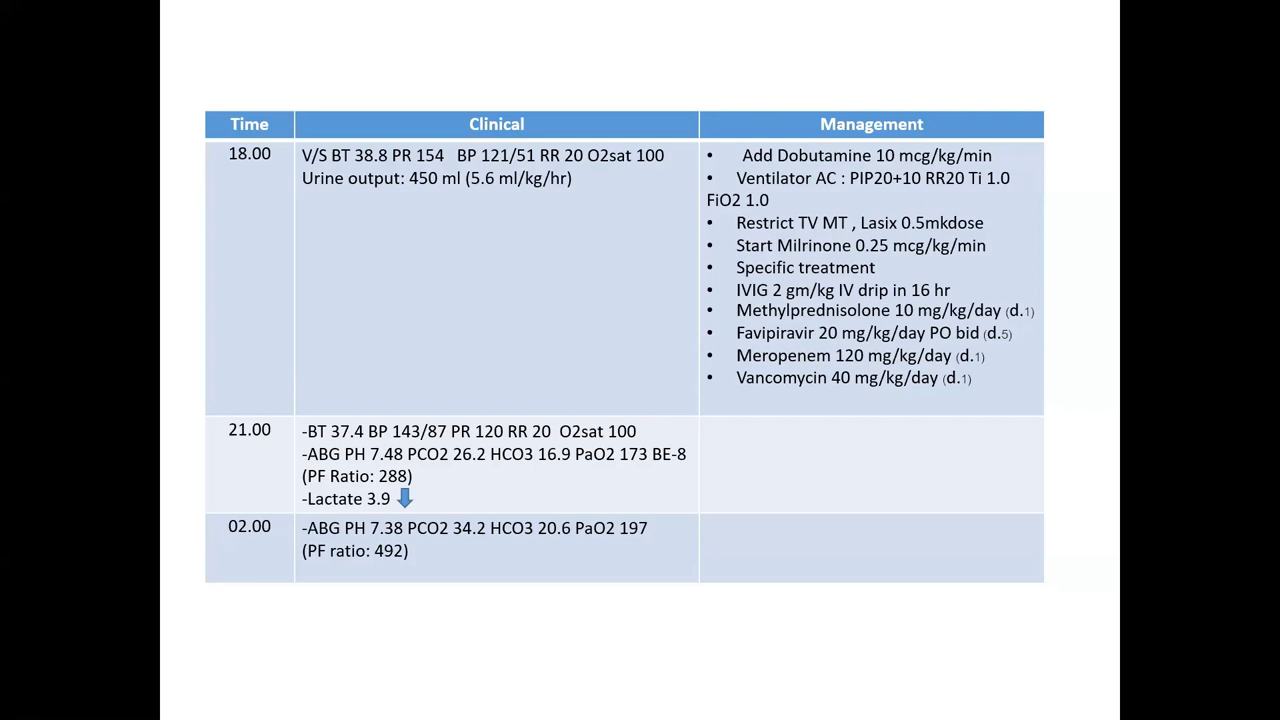 Time Clinical Management
18.00
V/S BT 38.8 PR 154 BP 121/51 RR 20 O2sat 100
Urine output: 450 ml (5.6 ml/kg/hr)
• Add Dobutamine 10 mcg/kg/min
• Ventilator AC : PIP20+10 RR20 Ti 1.0
FiO2 1.0
• Restrict TV MT , Lasix 0.5mkdose
• Start Milrinone 0.25 mcg/kg/min
• Specific treatment
• IVIG 2 gm/kg IV drip in 16 hr
• Methylprednisolone 10 mg/kg/day (d.1)
• Favipiravir 20 mg/kg/day PO bid (d.5)
• Meropenem 120 mg/kg/day (d.1)
• Vancomycin 40 mg/kg/day (d.1)
21.00
-BT 37.4 BP 143/87 PR 120 RR 20 O2sat 100
-ABG PH 7.48 PCO2 26.2 HCO3 16.9 PaO2 173 BE-8
(PF Ratio: 288)
-Lactate 3.9
02.00
-ABG PH 7.38 PCO2 34.2 HCO3 20.6 PaO2 197
(PF ratio: 492)